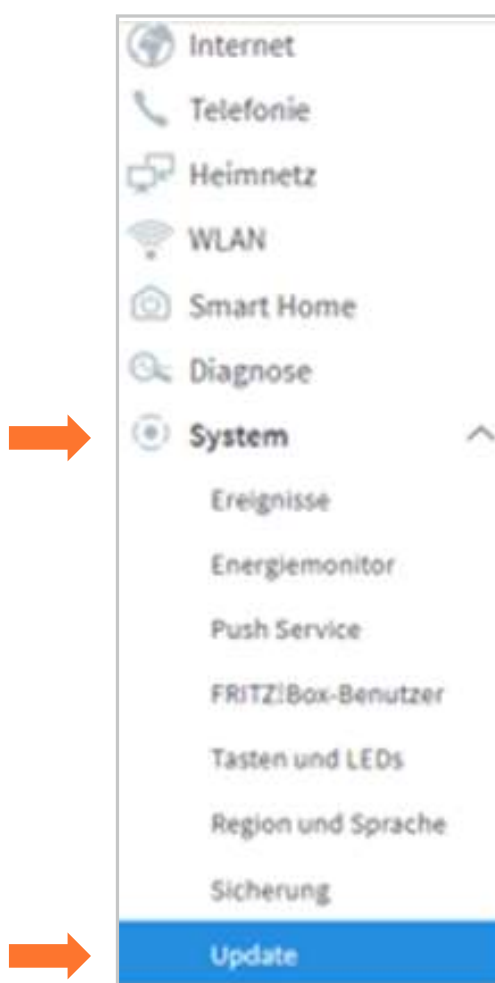 Internet
Telefonie
Heimnetz
WLAN
Smart Home
Diagnose
System
Ereignisse
Energiemonitor
Push Service
FRITZ!Box-Benutzer
Tasten und LEDs
Region und Sprache
Sicherung
Update